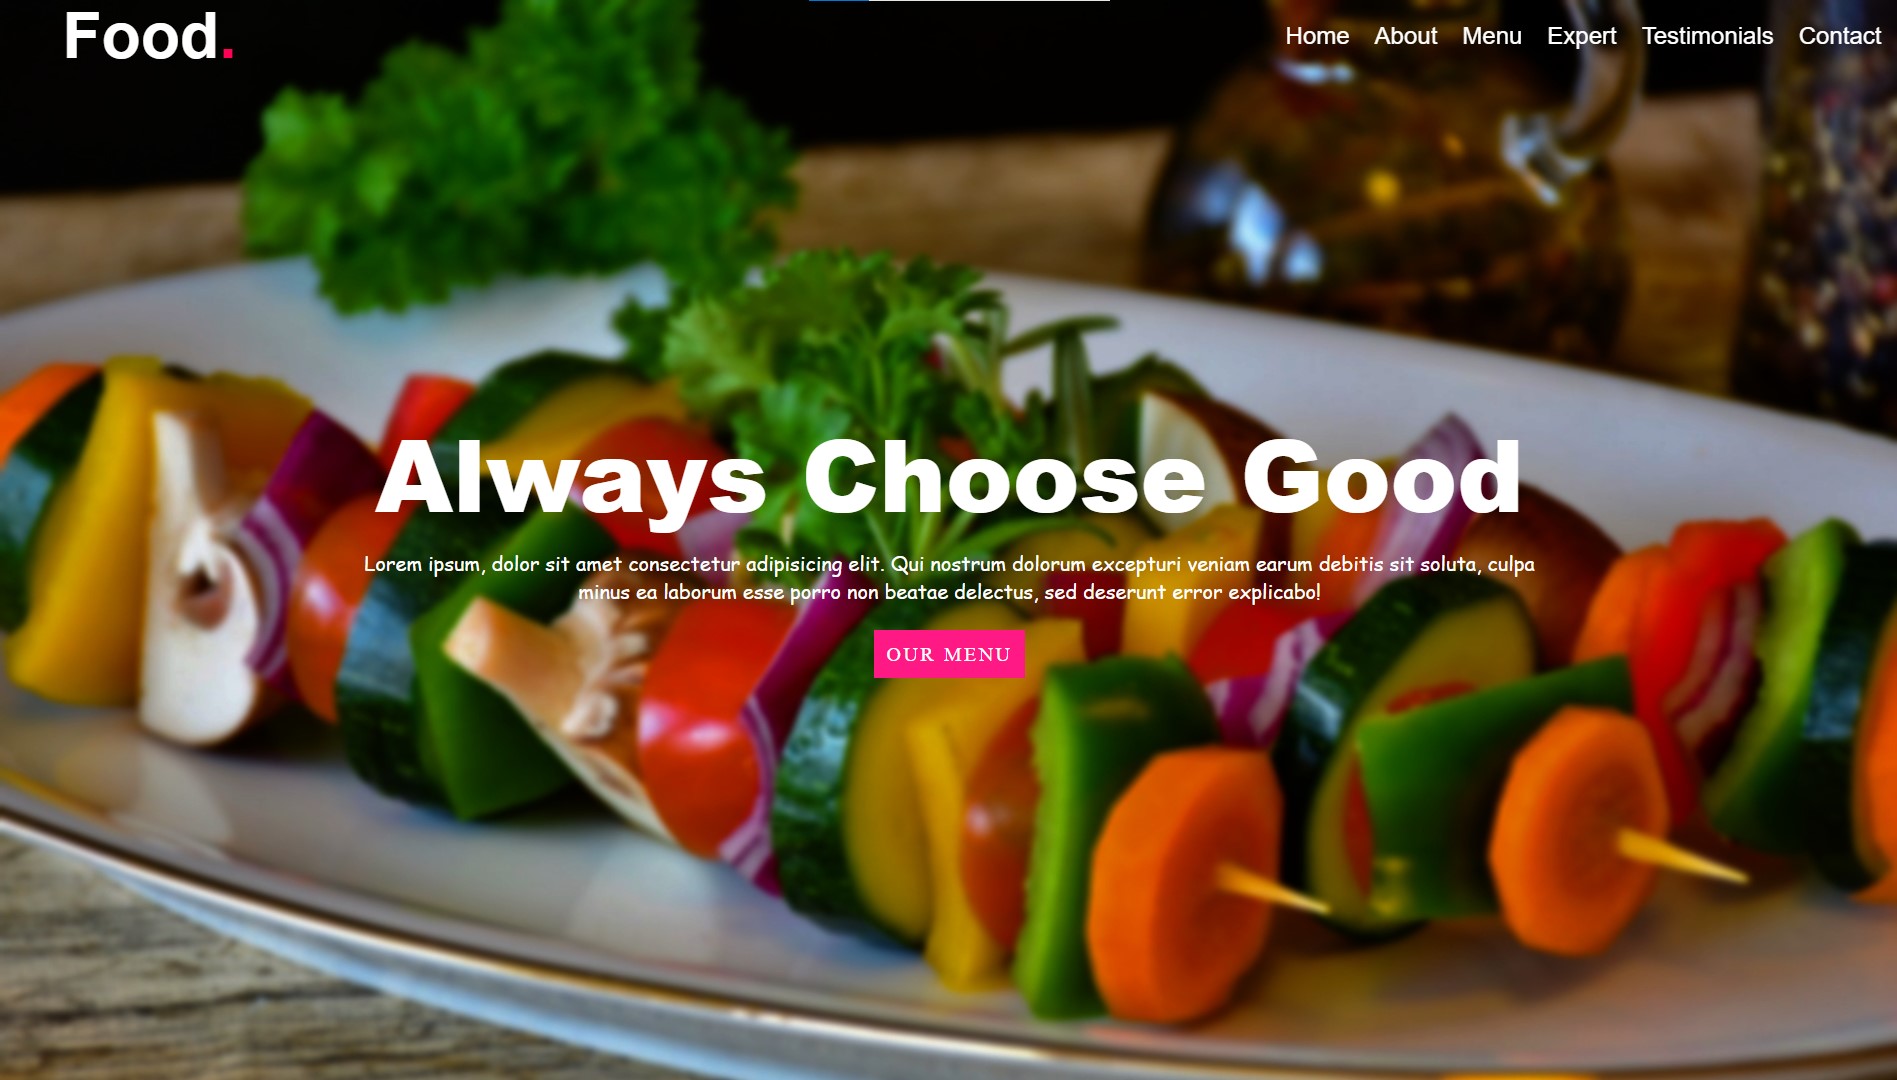 Food.
Home About Menu Expert Testimonials Contact
Always Choose Good
Lorem ipsum, dolor sit amet consectetur adipisicing elit. Qui nostrum dolorum excepturi veniam earum debitis sit soluta, culpa
minus ea laborum esse porro non beatae delectus, sed deserunt error explicabo!
OUR MENU